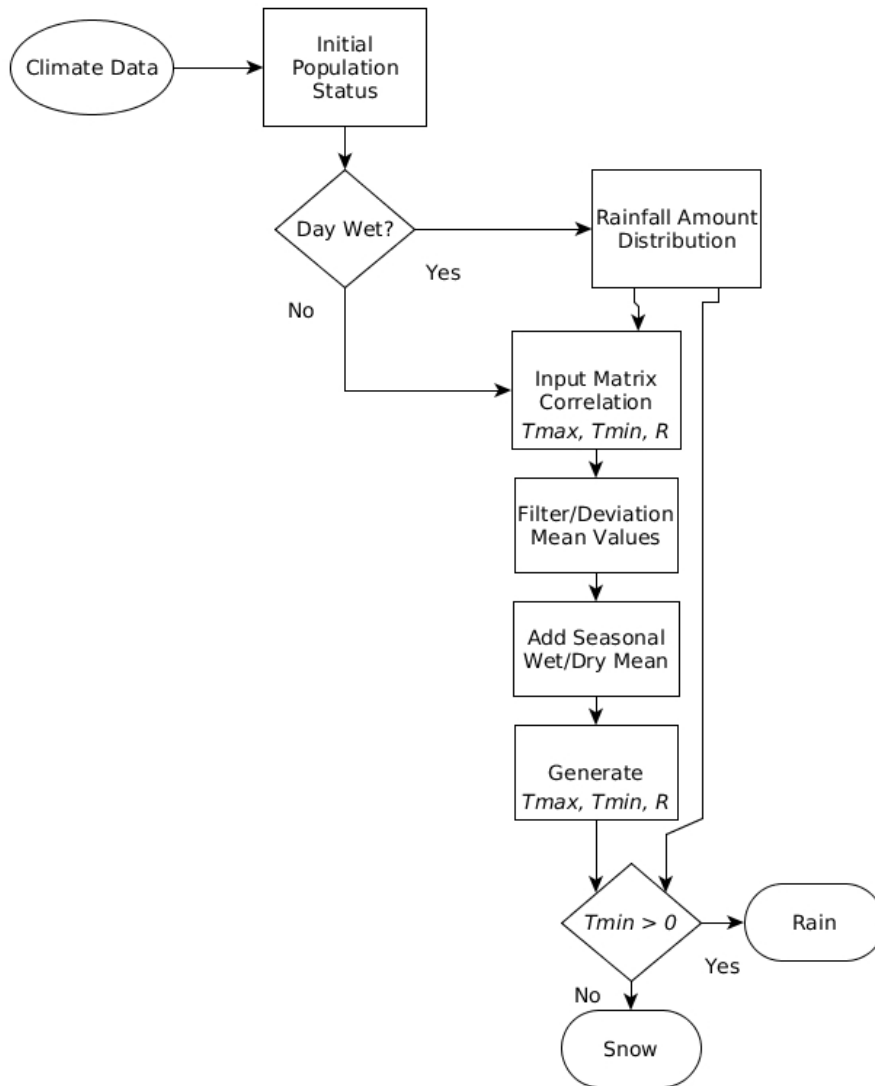 Climate Data
Initial
Population
Status
Day Wet?
Yes
No
Rainfall Amount
Distribution
Input Matrix
Correlation
Tmax, Tmin, R
Filter/Deviation
Mean Values
Add Seasonal
Wet/Dry Mean
Generate
Tmax, Tmin, R
Tmin > 0
Yes
Rain
No
Snow